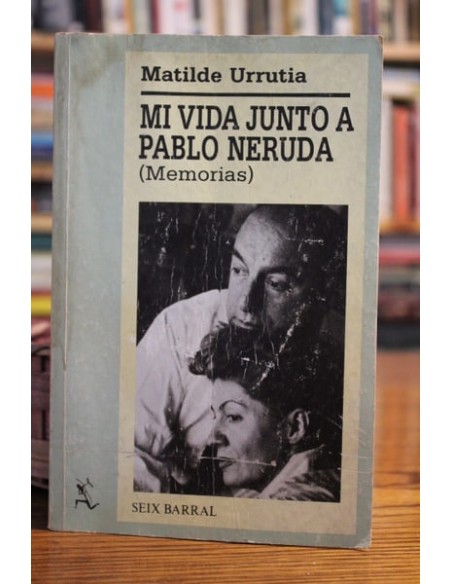 Matilde Urrutia
MI VIDA JUNTO A
PABLO NERUDA
(Memorias)
SEIX BARRAL